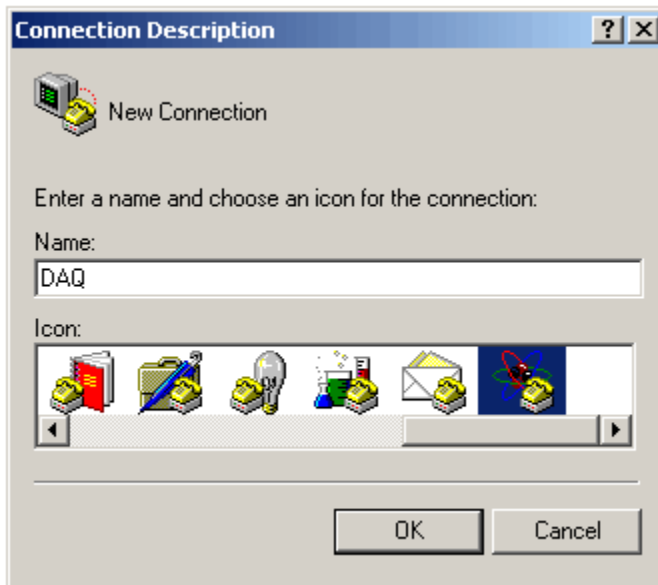 Connection Description
New Connection
Enter a name and choose an icon for the connection:
Name:
DAQ
Icon:
OK Cancel